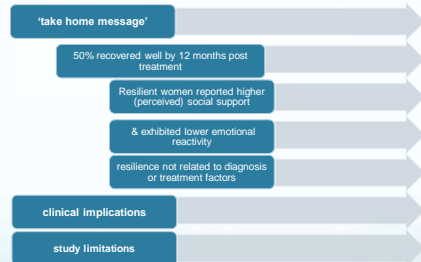 ‘take home message’
50% recovered well by 12 months post
treatment
Resilient women reported higher
(perceived) social support
& exhibited lower emotional
reactivity
resilience not related to diagnosis
or treatment factors
clinical implications
study limitations